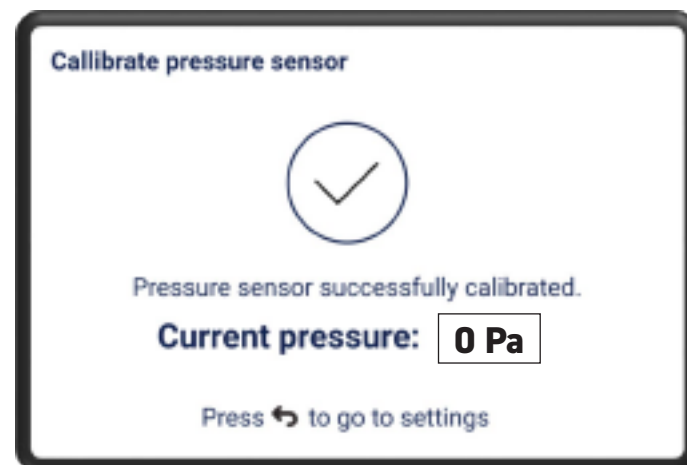 Callibrate pressure sensor
Pressure sensor successfully calibrated.
Current pressure: 0 Pa
Press to go to settings